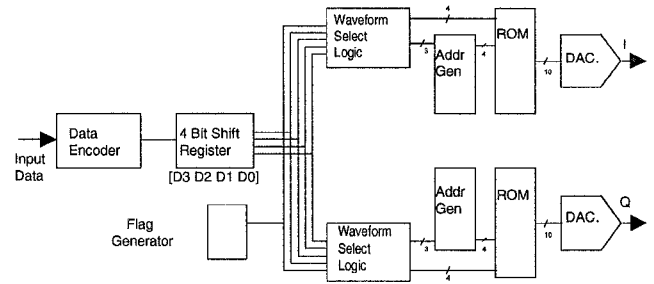 Waveform
Select
Logic
4
3
Addr
Gen
4
ROM
10
DAC.
I
Input
Data
Data
Encoder
4 Bit Shift
Register
[D3 D2 D1 D0]
Flag
Generator
Waveform
Select
Logic
3
4
Addr
Gen
4
ROM
10
DAC.
Q